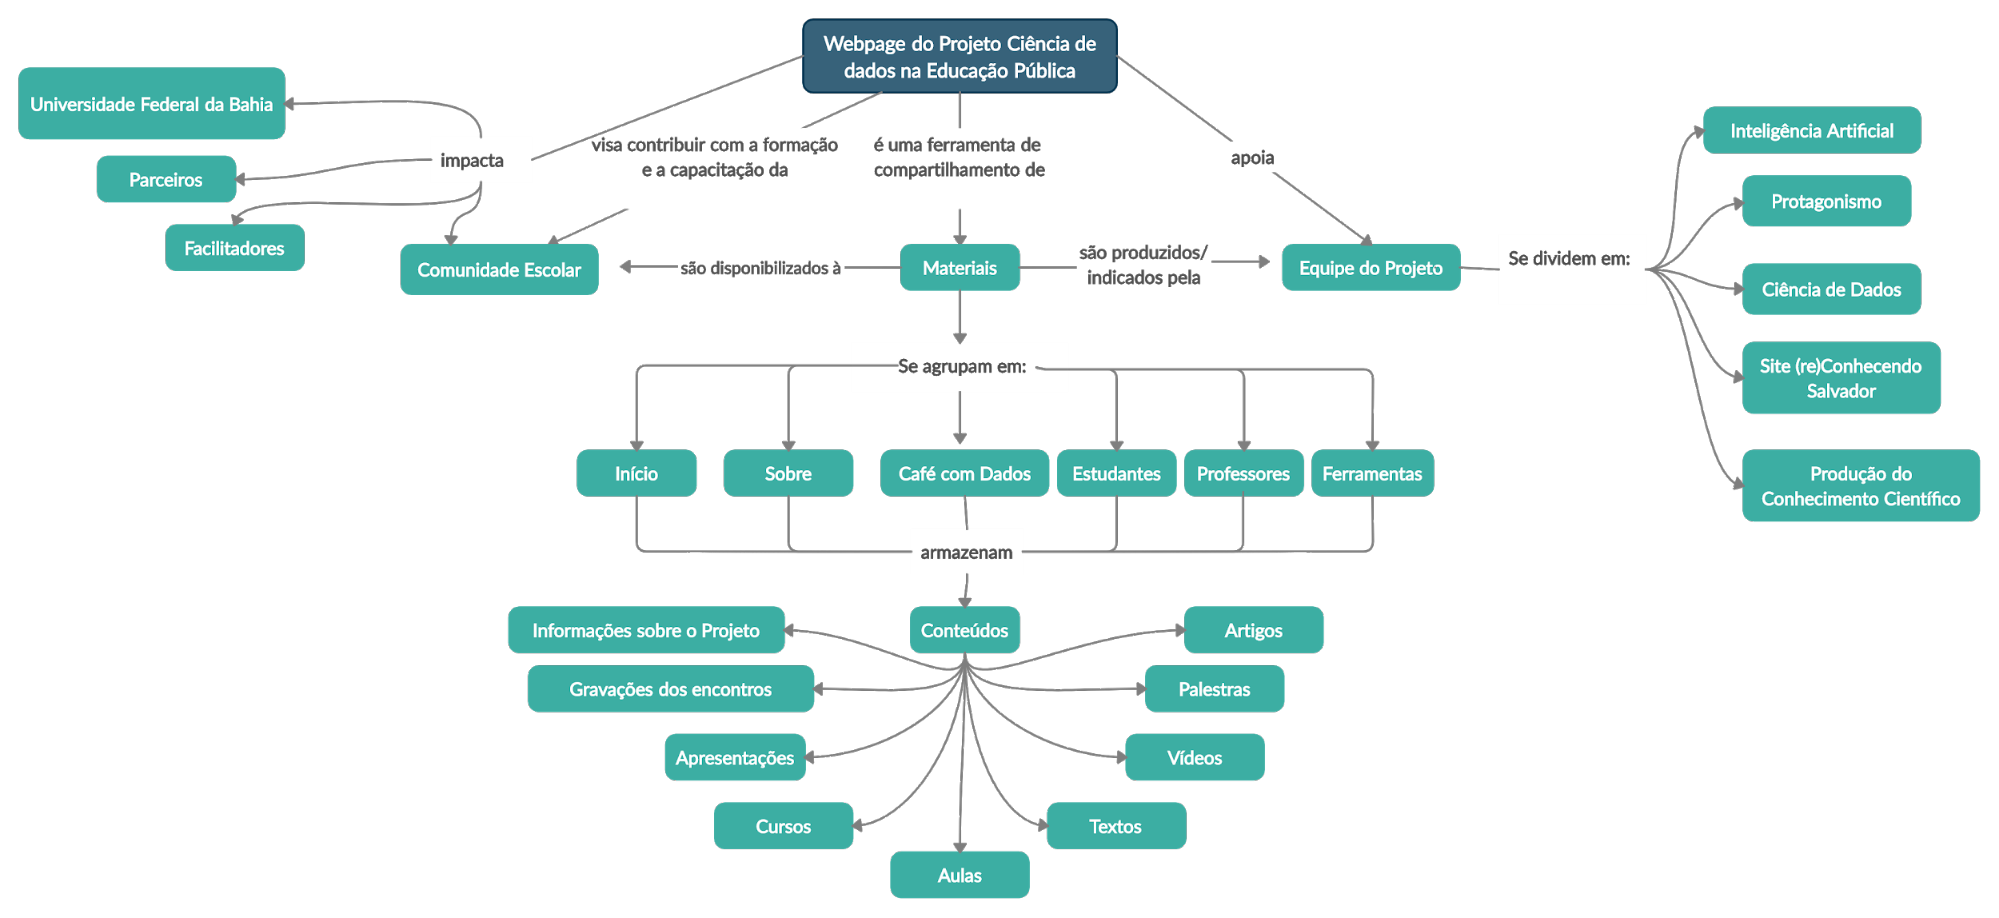 Webpage do Projeto Ciência de
dados na Educação Pública
Universidade Federal da Bahia
Parceiros
Facilitadores
impacta
visa contribuir com a formação
e a capacitação da
é uma ferramenta de
compartilhamento de
apoia
Comunidade Escolar
são disponibilizados à
Materiais
são produzidos/
indicados pela
Equipe do Projeto
Se dividem em:
Inteligência Artificial
Protagonismo
Ciência de Dados
Site (re)Conhecendo
Salvador
Produção do
Conhecimento Científico
Se agrupam em:
Início
Sobre
Café com Dados
Estudantes
Professores
Ferramentas
armazenam
Conteúdos
Informações sobre o Projeto
Gravações dos encontros
Apresentações
Cursos
Aulas
Textos
Vídeos
Palestras
Artigos